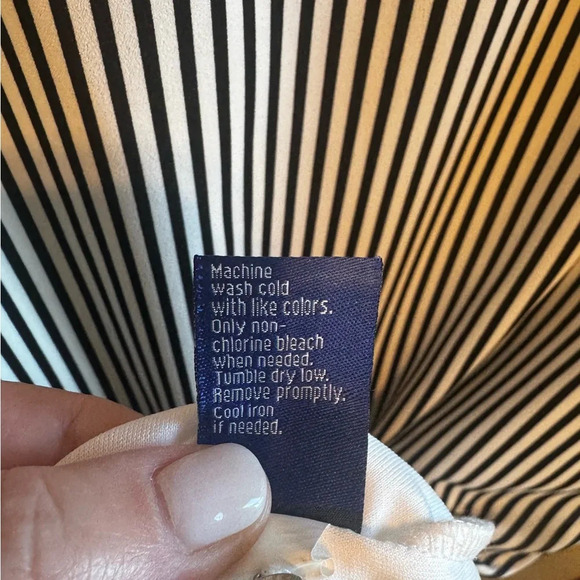 Machine
wash cold
with like colors.
Only non-
chlorine bleach
when needed.
Tumble dry low.
Remove promptly.
Cool iron
if needed.